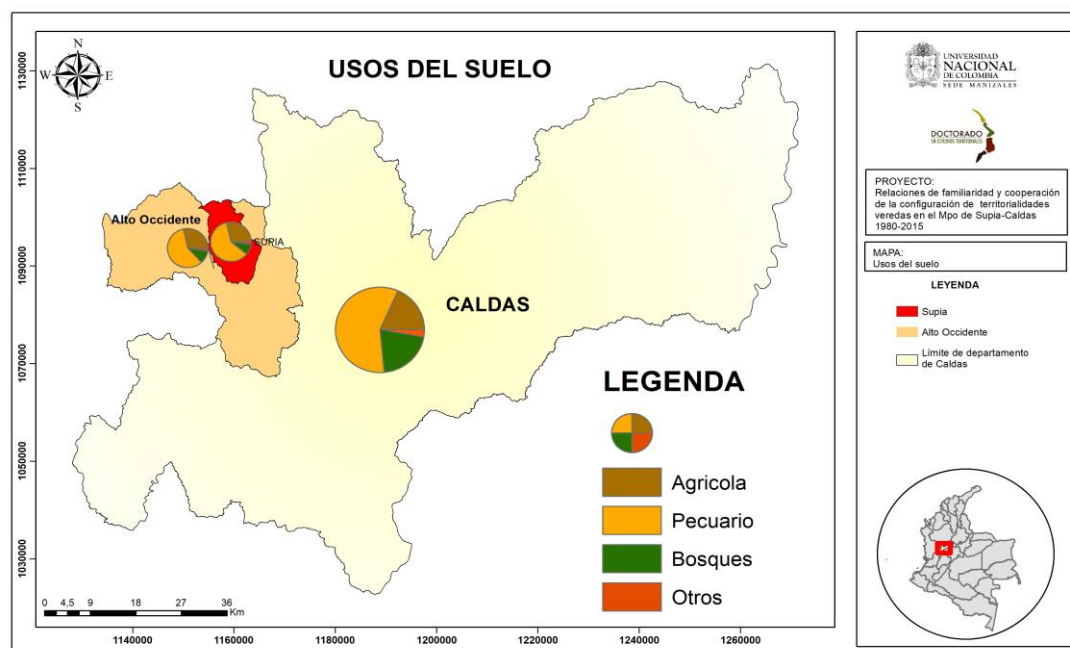 USOS DEL SUELO
N
W
E
S
1130000
1110000
1090000
1070000
1050000
1030000
Alto Occidente
SUPIA
CALDAS
LEGENDA
Agricola
Pecuario
Bosques
Otros
0 4,5 9 18 27 36
Km
1140000 1160000 1180000 1200000 1220000 1240000 1260000
UNIVERSIDAD
NACIONAL
DE COLOMBIA
SEDE MANIZALES
DOCTORADO
EN ESTUDIOS TERRITORIALES
PROYECTO:
Relaciones de familiaridad y cooperación
de la configuración de territorialidades
veredas en el Mpo de Supia-Caldas
1980-2015
MAPA:
Usos del suelo
LEYENDA
Supia
Alto Occidente
Límite de departamento
de Caldas